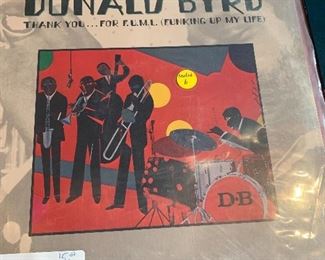 DONALD BYRD
THANK YOU...FOR F.U.M.L. (FUNKING UP MY LIFE)
D·B